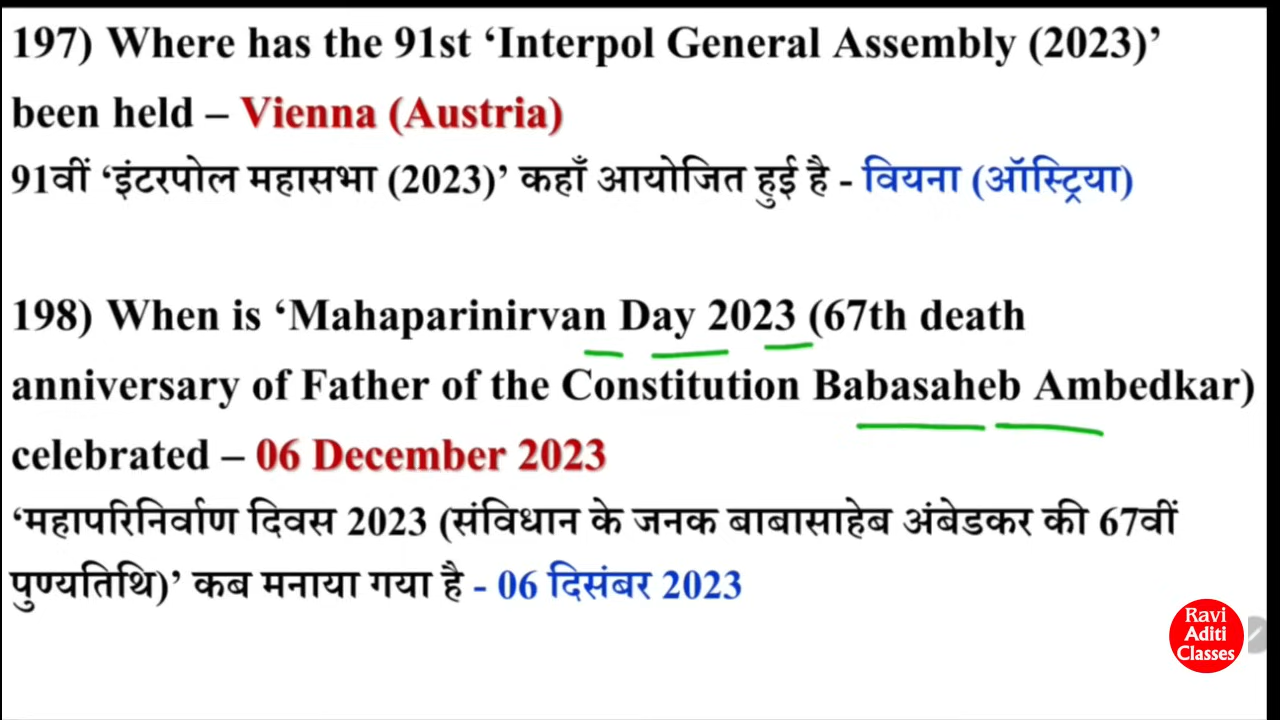 197) Where has the 91st ‘Interpol General Assembly (2023)’
been held – Vienna (Austria)
91वीं ‘इंटरपोल महासभा (2023)’ कहाँ आयोजित हुई है - वियना (ऑस्ट्रिया)
198) When is ‘Mahaparinirvan Day 2023 (67th death
anniversary of Father of the Constitution Babasaheb Ambedkar)
celebrated – 06 December 2023
‘महापरिनिर्वाण दिवस 2023 (संविधान के जनक बाबासाहेब अंबेडकर की 67वीं
पुण्यतिथि)’ कब मनाया गया है - 06 दिसंबर 2023
Ravi
Aditi
Classes